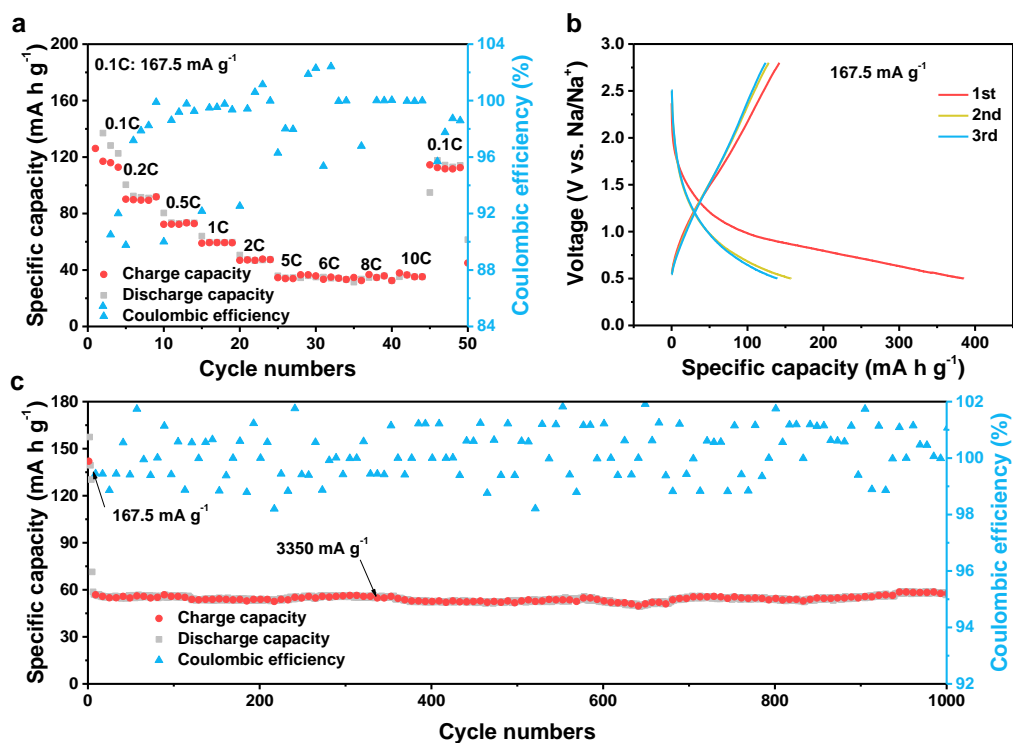 a
0.1C: 167.5 mA g⁻¹
0.1C
0.2C
0.5C
1C
2C
5C
6C
8C
10C
0.1C
Charge capacity
Discharge capacity
Coulombic efficiency
200
160
120
80
40
0
Specific capacity (mA h g⁻¹)
104
100
96
92
88
84
Coulombic efficiency (%)
0 10 20 30 40 50
Cycle numbers
b
167.5 mA g⁻¹
1st
2nd
3rd
3.0
2.5
2.0
1.5
1.0
0.5
0.0
Voltage (V vs. Na/Na⁺)
0 100 200 300 400
Specific capacity (mA h g⁻¹)
c
167.5 mA g⁻¹
3350 mA g⁻¹
Charge capacity
Discharge capacity
Coulombic efficiency
180
150
120
90
60
30
0
Specific capacity (mA h g⁻¹)
102
100
98
96
94
92
Coulombic efficiency (%)
0 200 400 600 800 1000
Cycle numbers